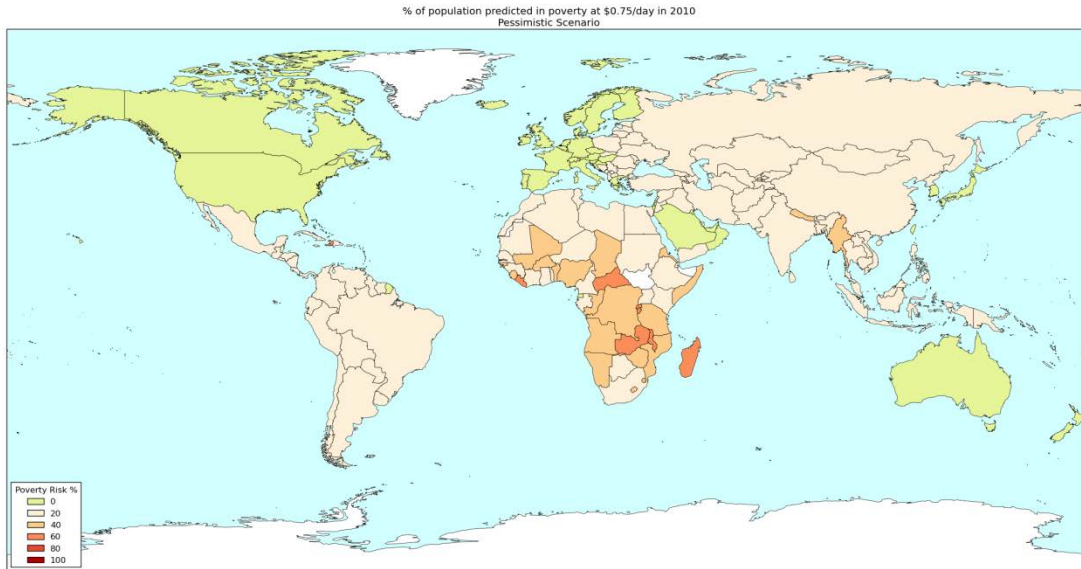 % of population predicted in poverty at $0.75/day in 2010
Pessimistic Scenario
Poverty Risk %
0
20
40
60
80
100